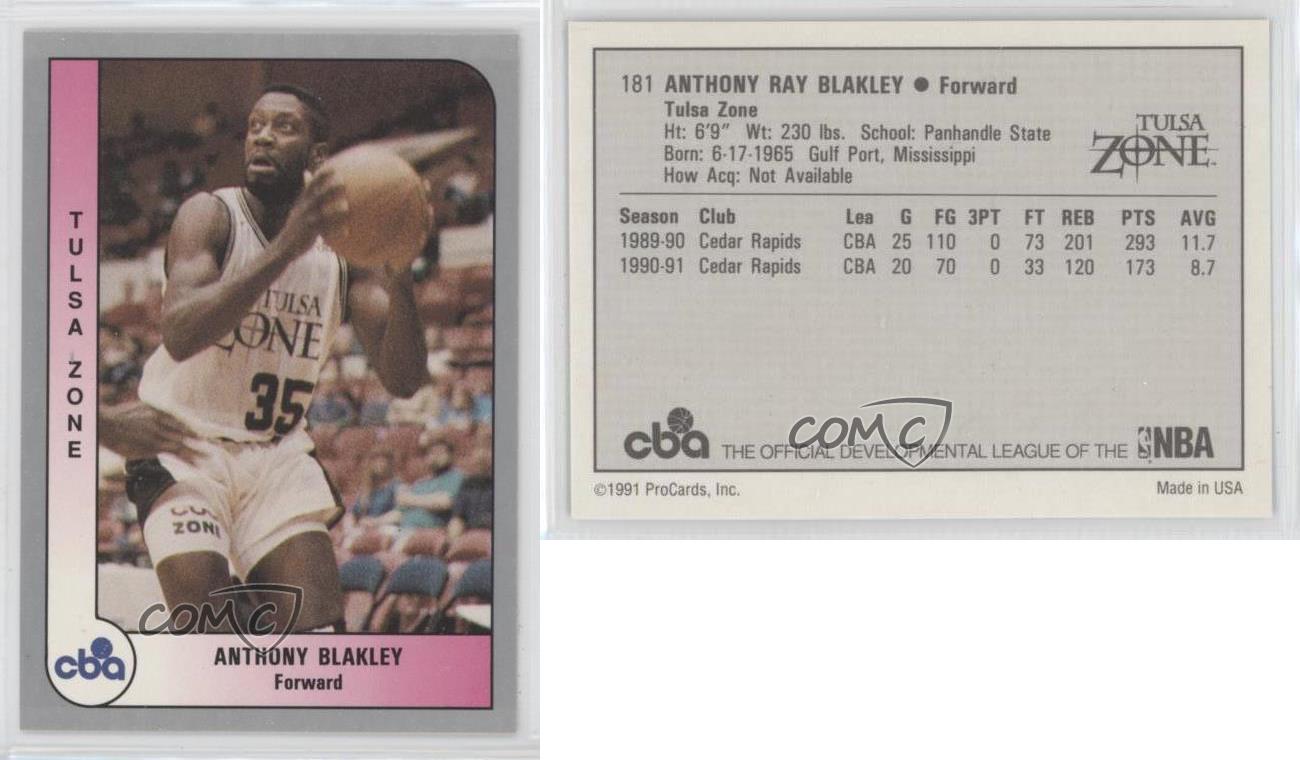 TULSA ZONE
TULSA
ZONE
35
ZONE
COMC
cba
ANTHONY BLAKLEY
Forward
181 ANTHONY RAY BLAKLEY ● Forward
Tulsa Zone
Ht: 6'9" Wt: 230 lbs. School: Panhandle State
Born: 6-17-1965 Gulf Port, Mississippi
How Acq: Not Available
TULSA
ZONE
Season Club Lea G FG 3PT FT REB PTS AVG
1989-90 Cedar Rapids CBA 25 110 0 73 201 293 11.7
1990-91 Cedar Rapids CBA 20 70 0 33 120 173 8.7
COMC
cba THE OFFICIAL DEVELOPMENTAL LEAGUE OF THE NBA
©1991 ProCards, Inc. Made in USA